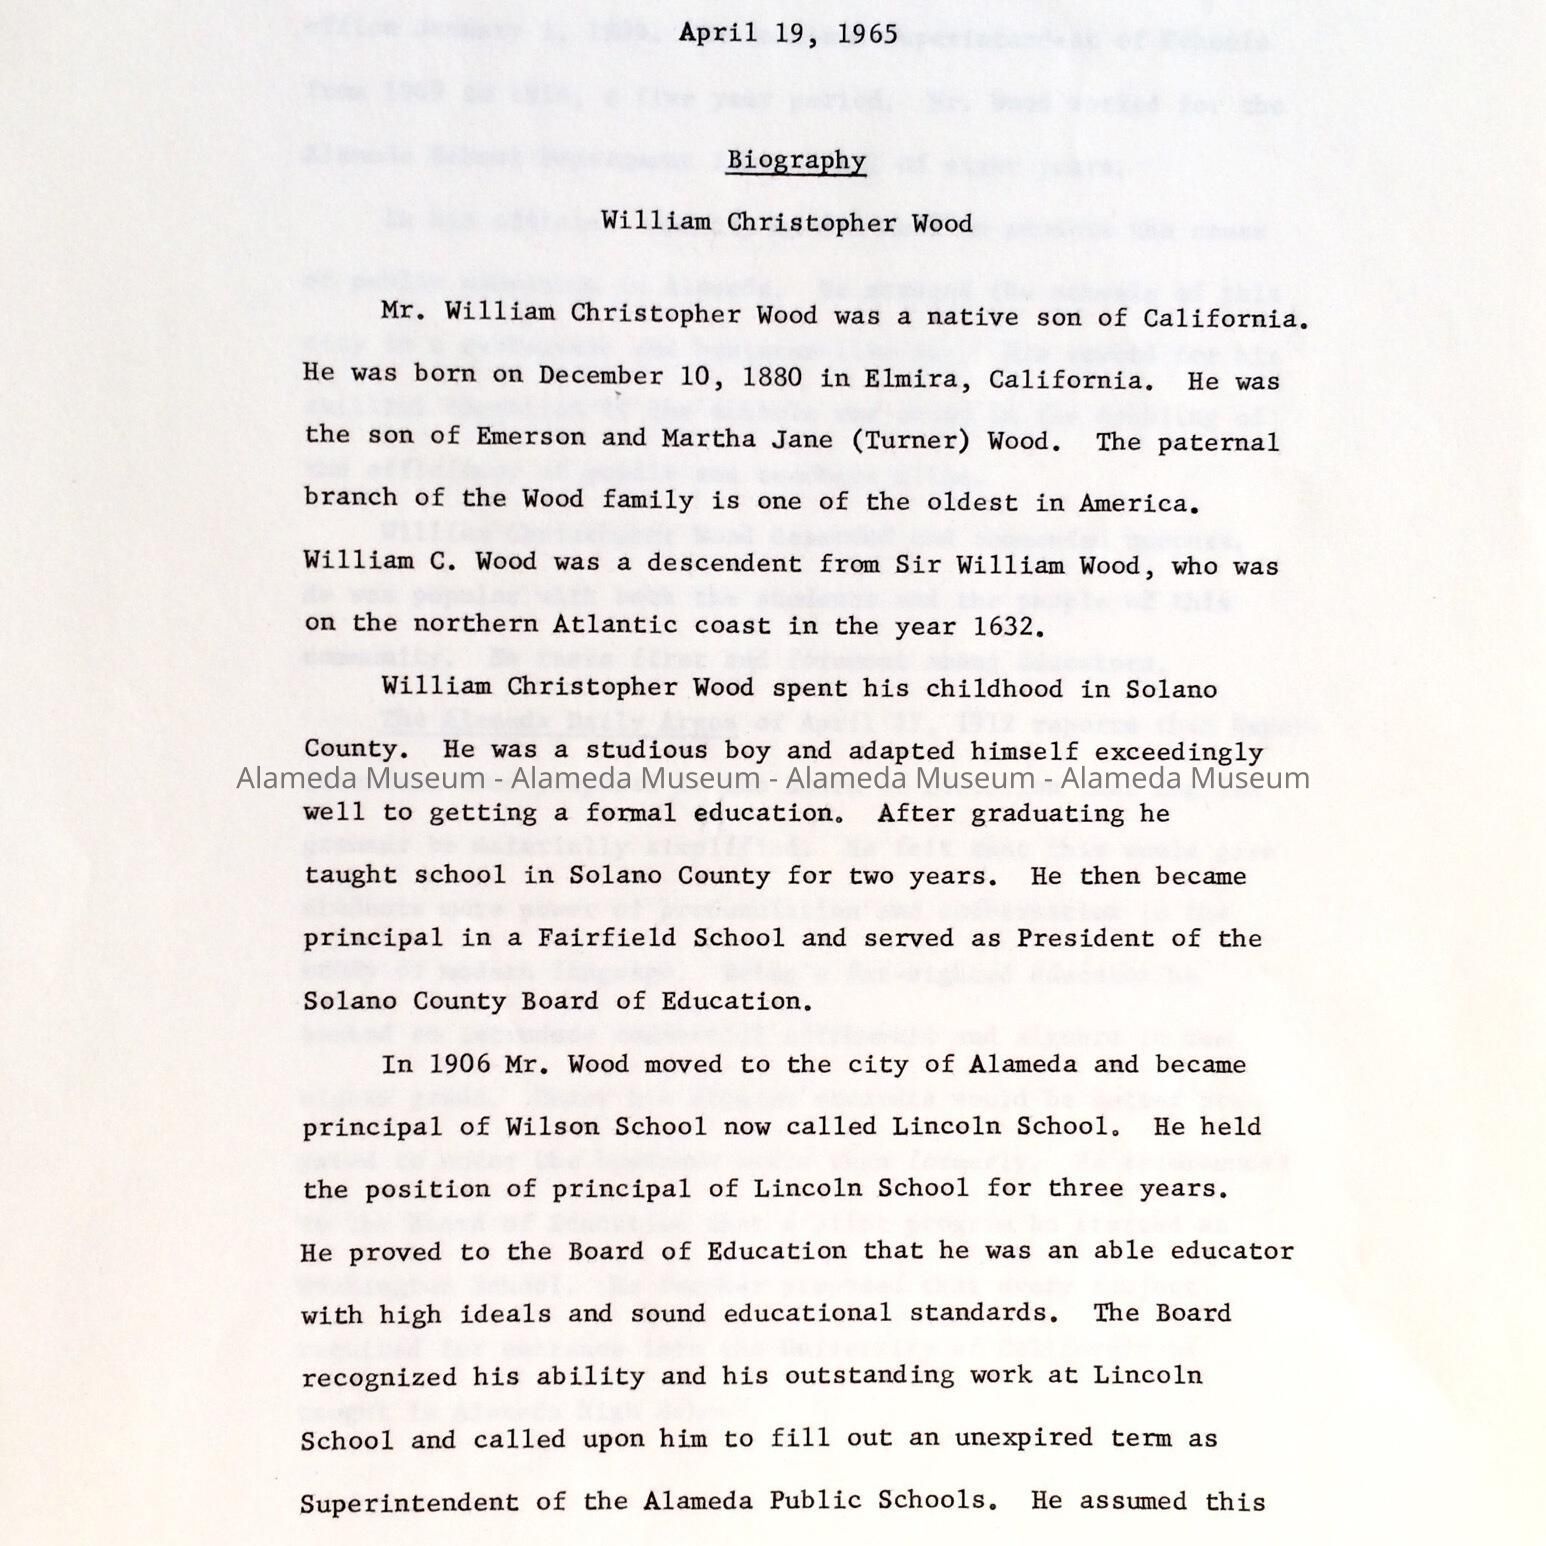 April 19, 1965
Biography
William Christopher Wood
Mr. William Christopher Wood was a native son of California.
He was born on December 10, 1880 in Elmira, California. He was
the son of Emerson and Martha Jane (Turner) Wood. The paternal
branch of the Wood family is one of the oldest in America.
William C. Wood was a descendent from Sir William Wood, who was
on the northern Atlantic coast in the year 1632.
William Christopher Wood spent his childhood in Solano
County. He was a studious boy and adapted himself exceedingly
Alameda Museum - Alameda Museum - Alameda Museum - Alameda Museum
well to getting a formal education. After graduating he
taught school in Solano County for two years. He then became
principal in a Fairfield School and served as President of the
Solano County Board of Education.
In 1906 Mr. Wood moved to the city of Alameda and became
principal of Wilson School now called Lincoln School. He held
the position of principal of Lincoln School for three years.
He proved to the Board of Education that he was an able educator
with high ideals and sound educational standards. The Board
recognized his ability and his outstanding work at Lincoln
School and called upon him to fill out an unexpired term as
Superintendent of the Alameda Public Schools. He assumed this